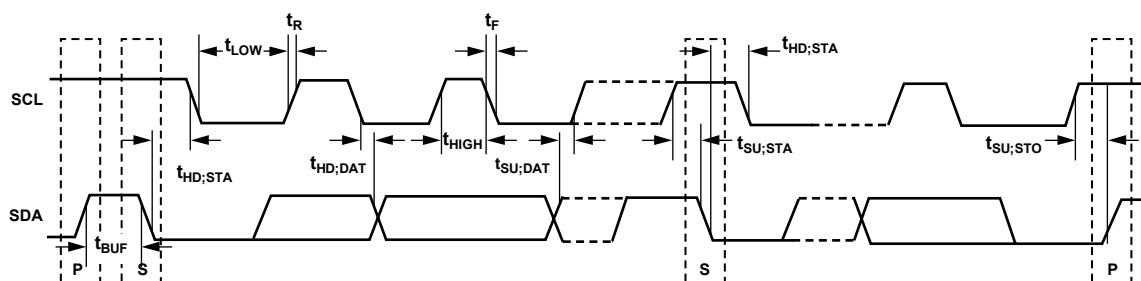 tR
tF
tLOW
tHD;STA
SCL
tHD;STA
tHD;DAT
tHIGH
tSU;DAT
tSU;STA
tSU;STO
SDA
tBUF
P
S
S
P